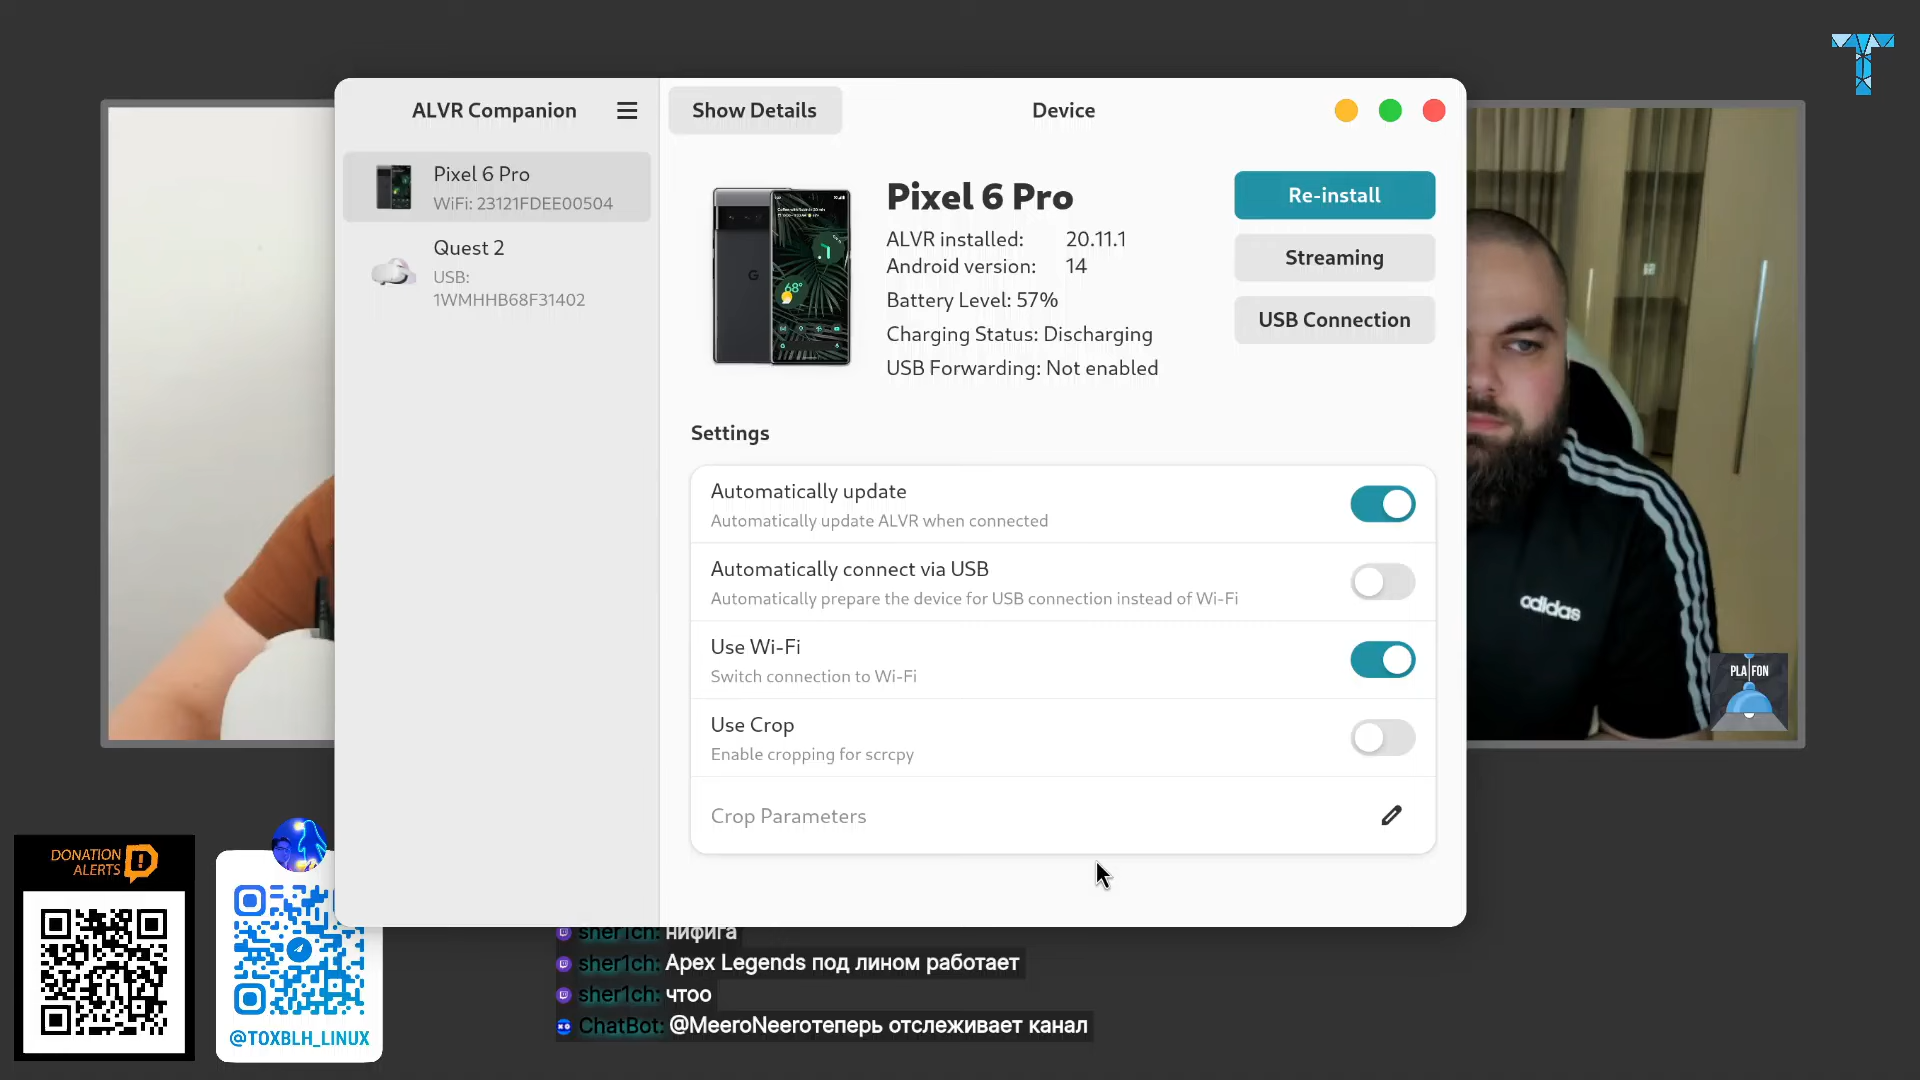 ALVR Companion
Show Details
Device
Pixel 6 Pro
WiFi: 23121FDEE00504
Quest 2
USB:
1WMHHB68F31402
Pixel 6 Pro
ALVR installed: 20.11.1
Android version: 14
Battery Level: 57%
Charging Status: Discharging
USB Forwarding: Not enabled
Re-install
Streaming
USB Connection
Settings
Automatically update
Automatically update ALVR when connected
Automatically connect via USB
Automatically prepare the device for USB connection instead of Wi-Fi
Use Wi-Fi
Switch connection to Wi-Fi
Use Crop
Enable cropping for scrcpy
Crop Parameters
adidas
PLAFON
DONATION
ALERTS
@TOXBLH_LINUX
sher1ch: нифига
sher1ch: Apex Legends под лином работает
sher1ch: чтоо
ChatBot: @MeeroNeeroтеперь отслеживает канал